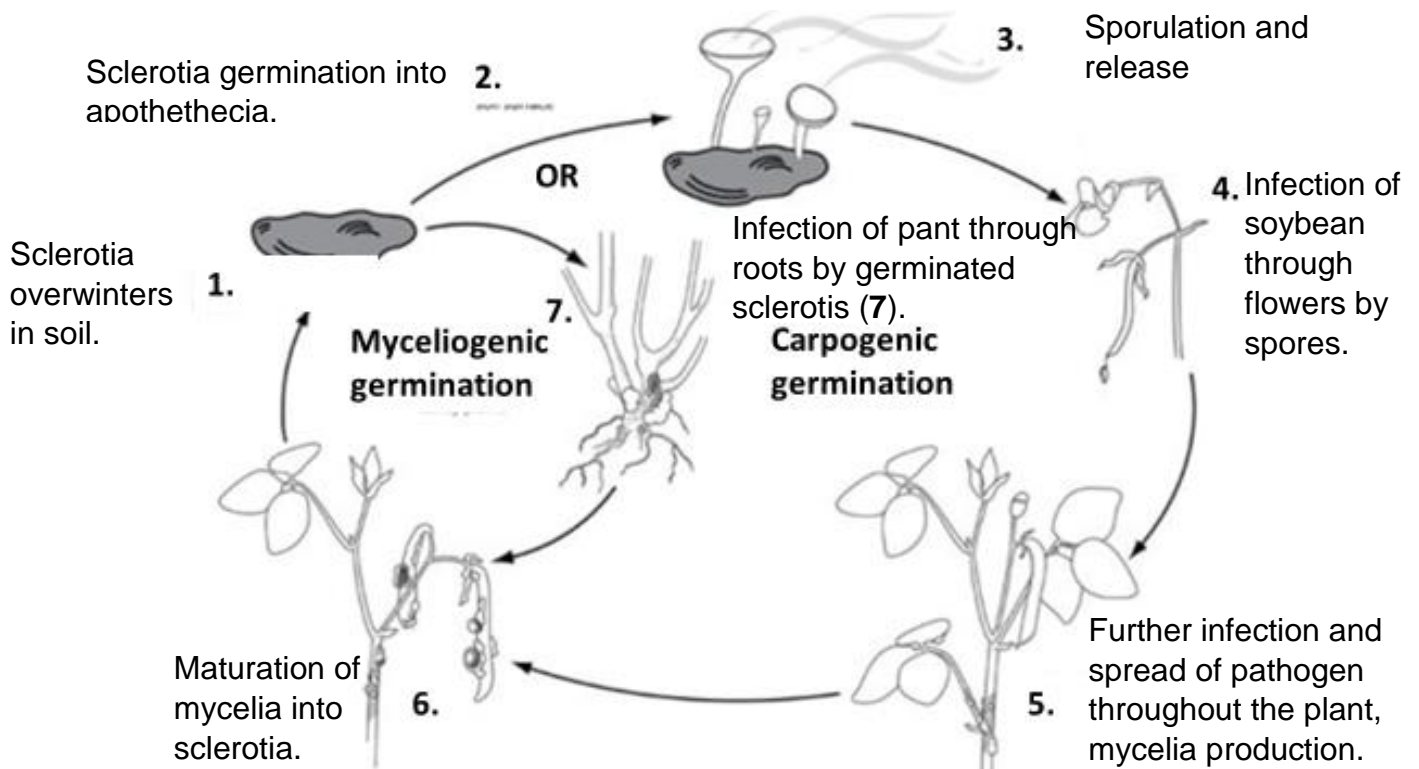 Sclerotia germination into
apothethecia.
2.
3.
Sporulation and
release
OR
4.
Infection of
soybean
through
flowers by
spores.
Sclerotia
overwinters
in soil.
1.
Infection of pant through
roots by germinated
sclerotis (7).
7.
Myceliogenic
germination
Carpogenic
germination
Maturation of
mycelia into
sclerotia.
6.
5.
Further infection and
spread of pathogen
throughout the plant,
mycelia production.